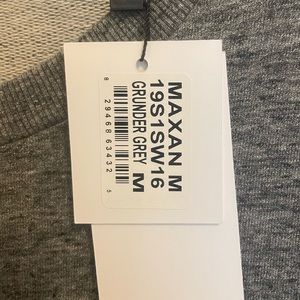 MAXAN M
19S1SW16
GRUNDER GREY M
8 29468 63432 5